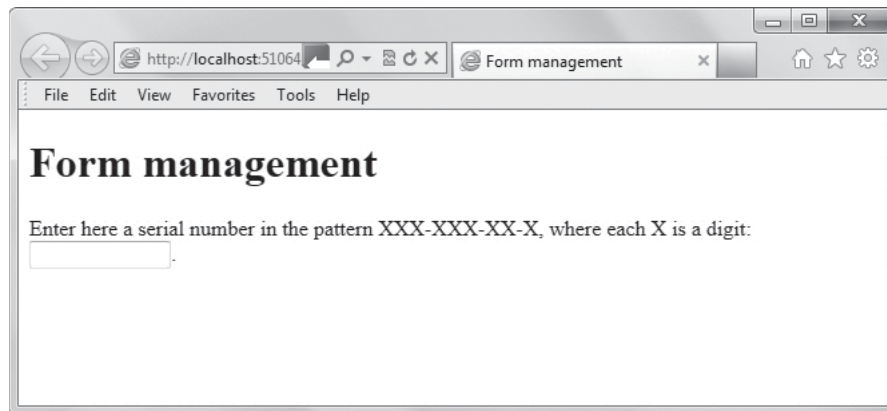 http://localhost:51064
Form management
File Edit View Favorites Tools Help
Form management
Enter here a serial number in the pattern XXX-XXX-XX-X, where each X is a digit:
.